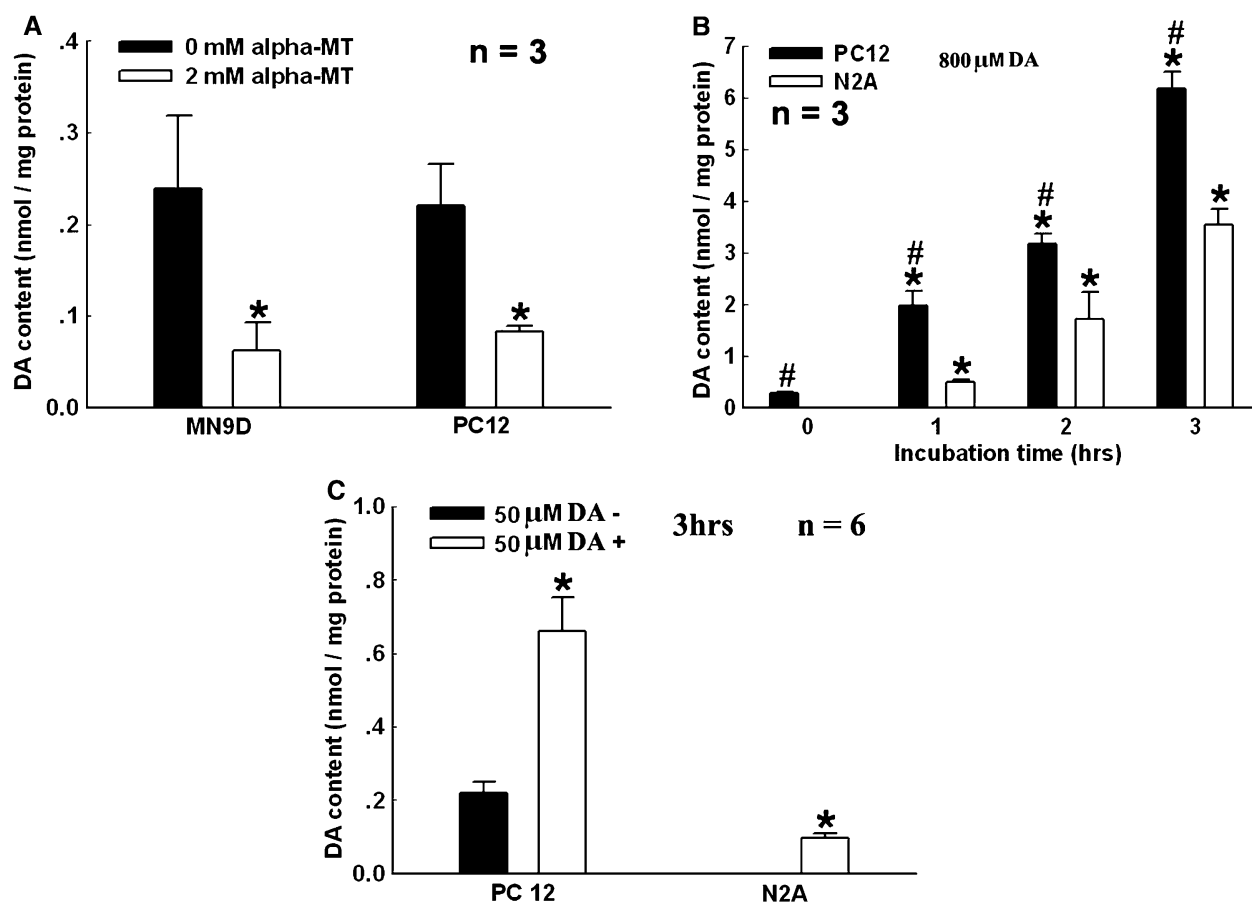 A
0 mM alpha-MT
2 mM alpha-MT
n = 3
DA content (nmol / mg protein)
.4
.3
.2
.1
0.0
* *
MN9D PC12
B
PC12
N2A
800 µM DA
n = 3
DA content (nmol / mg protein)
7
6
5
4
3
2
1
0
#
# * *
# * *
# * *
0 1 2 3
Incubation time (hrs)
C
50 µM DA -
50 µM DA +
3hrs n = 6
DA content (nmol / mg protein)
1.0
.8
.6
.4
.2
0.0
* *
PC 12 N2A